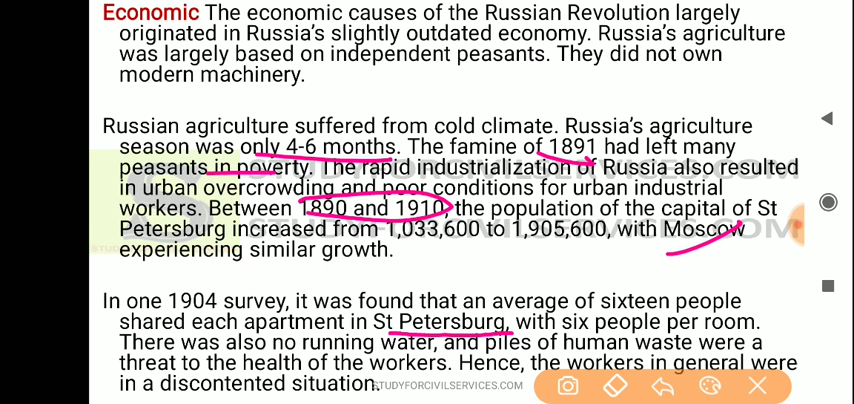 Economic The economic causes of the Russian Revolution largely
originated in Russia's slightly outdated economy. Russia's agriculture
was largely based on independent peasants. They did not own
modern machinery.
Russian agriculture suffered from cold climate. Russia's agriculture
season was only 4-6 months. The famine of 1891 had left many
peasants in poverty. The rapid industrialization of Russia also resulted
in urban overcrowding and poor conditions for urban industrial
workers. Between 1890 and 1910, the population of the capital of St
Petersburg increased from 1,033,600 to 1,905,600, with Moscow
experiencing similar growth.
In one 1904 survey, it was found that an average of sixteen people
shared each apartment in St Petersburg, with six people per room.
There was also no running water, and piles of human waste were a
threat to the health of the workers. Hence, the workers in general were
in a discontented situation.
STUDYFORCIVILSERVICES.COM